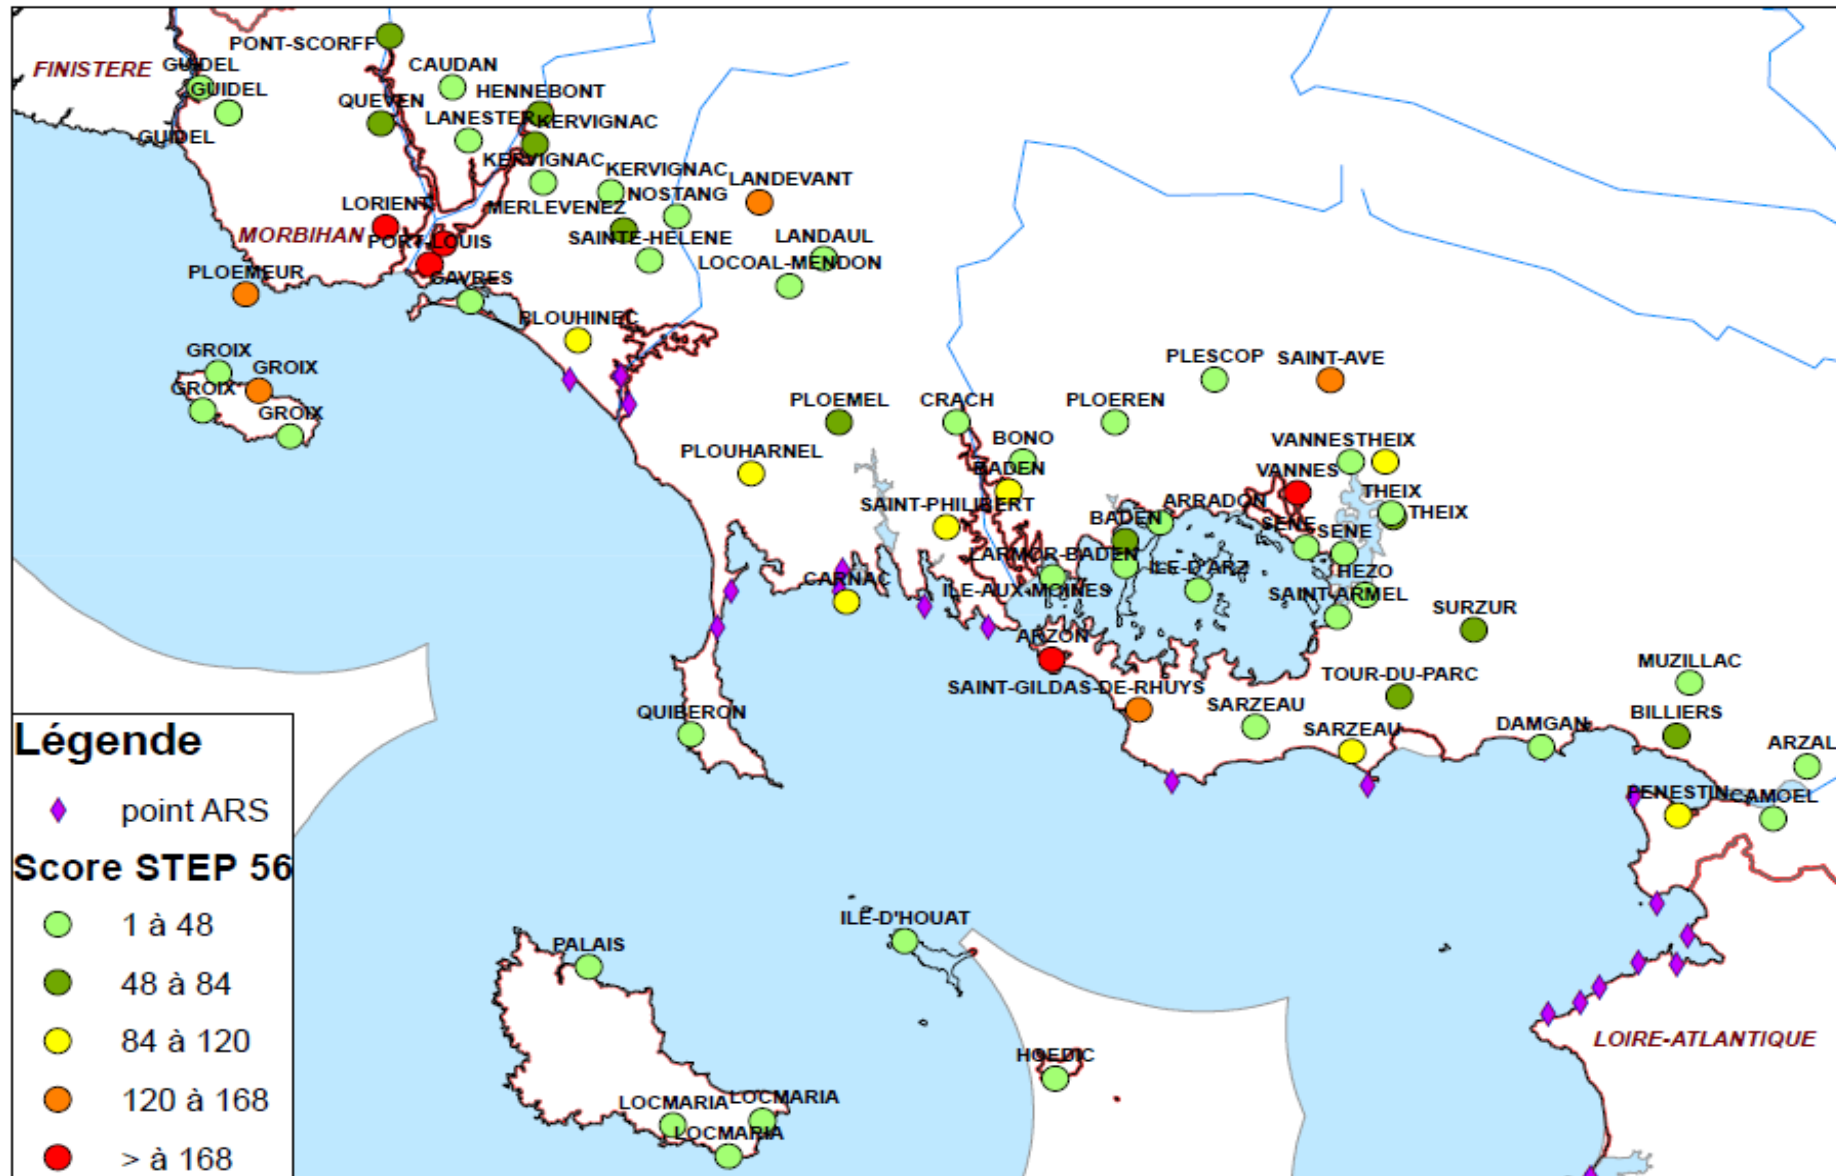 PONT-SCORFF
FINISTERE
GUIDEL
CAUDAN
GUIDEL
HENNEBONT
QUEVEN
LANESTER
KERVIGNAC
GUIDEL
KERVIGNAC
KERVIGNAC
LANDEVANT
NOSTANG
LORIENT
MERLEVENEZ
MORBIHAN
PORT-LOUIS
SAINTE-HELENE
LANDAUL
LOCOAL-MENDON
PLOEMEUR
GAVRES
PLOUHINEC
GROIX
GROIX
GROIX
GROIX
PLESCOP
SAINT-AVE
PLOEMEL
CRACH
PLOEREN
BONO
VANNES
THEIX
PLOUHARNEL
BADEN
VANNES
THEIX
SAINT-PHILIBERT
ARRADON
THEIX
BADEN
SENE
SENE
LARMOR-BADEN
ILE-D'ARZ
HEZO
CARNAC
ILE-AUX-MOINES
SAINT-ARMEL
SURZUR
ARZON
MUZILLAC
TOUR-DU-PARC
SAINT-GILDAS-DE-RHUYS
SARZEAU
QUIBERON
BILLIERS
SARZEAU
DAMGAN
ARZAL
PENESTIN
CAMOEL
ILE-D'HOUAT
PALAIS
LOIRE-ATLANTIQUE
HOEDIC
LOCMARIA
LOCMARIA
LOCMARIA
Légende
point ARS
Score STEP 56
1 à 48
48 à 84
84 à 120
120 à 168
> à 168